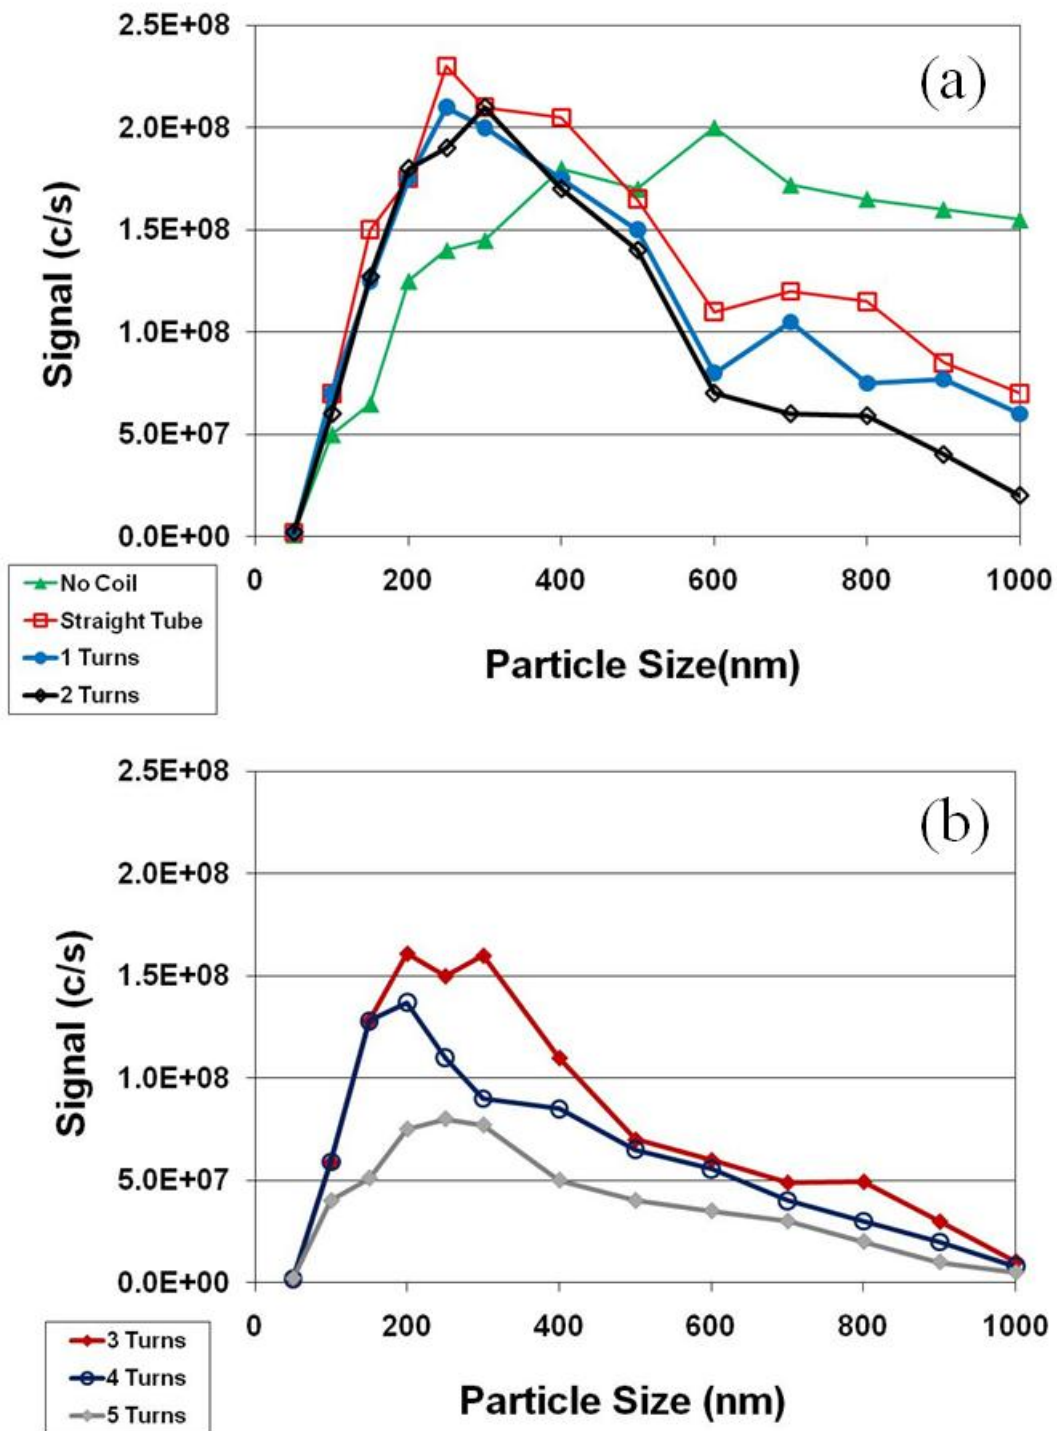 2.5E+08
(a)
2.0E+08
1.5E+08
1.0E+08
5.0E+07
0.0E+00
Signal (c/s)
0 200 400 600 800 1000
No Coil
Straight Tube
1 Turns
2 Turns
Particle Size(nm)
2.5E+08
(b)
2.0E+08
1.5E+08
1.0E+08
5.0E+07
0.0E+00
Signal (c/s)
0 200 400 600 800 1000
3 Turns
4 Turns
5 Turns
Particle Size (nm)